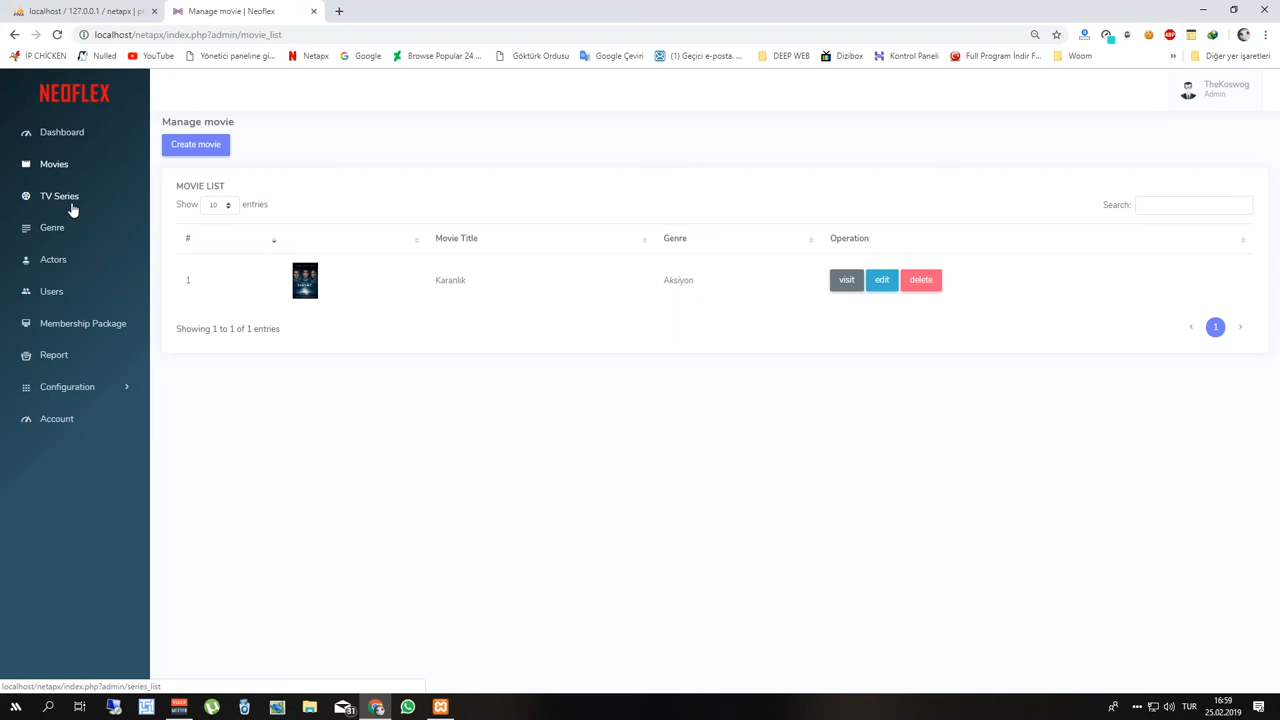 localhost / 127.0.0.1 / netapx | ph
Manage movie | Neoflex
localhost/netapx/index.php?admin/movie_list
İP CHİCKEN
Nulled
YouTube
Yönetici paneline gi...
Netapx
Google
Browse Popular 24 ...
Göktürk Ordusu
Google Çeviri
(1) Geçici e-posta. ...
DEEP WEB
Dizibox
Kontrol Paneli
Full Program İndir F...
Woom
»
Diğer yer işaretleri
NEOFLEX
TheKoswog
Admin
Dashboard
Movies
TV Series
Genre
Actors
Users
Membership Package
Report
Configuration
Account
Manage movie
Create movie
MOVIE LIST
Show 10 entries
Search:
# Movie Title Genre Operation
1 Karanlık Aksiyon visit edit delete
Showing 1 to 1 of 1 entries
1
localhost/netapx/index.php?admin/series_list
31
TUR
16:59
25.02.2019